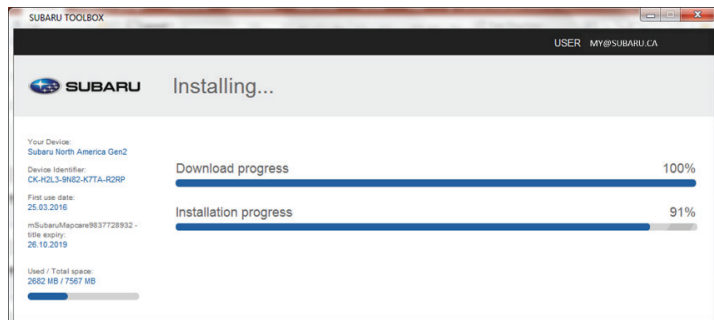 SUBARU TOOLBOX
USER MY@SUBARU.CA
SUBARU Installing...
Your Device:
Subaru North America Gen2
Device Identifier:
CK-H2L3-9N82-K7TA-R2RP
First use date:
25.03.2016
mSubaruMapcare9837728932 -
title expiry:
26.10.2019
Used / Total space:
2682 MB / 7567 MB
Download progress 100%
Installation progress 91%